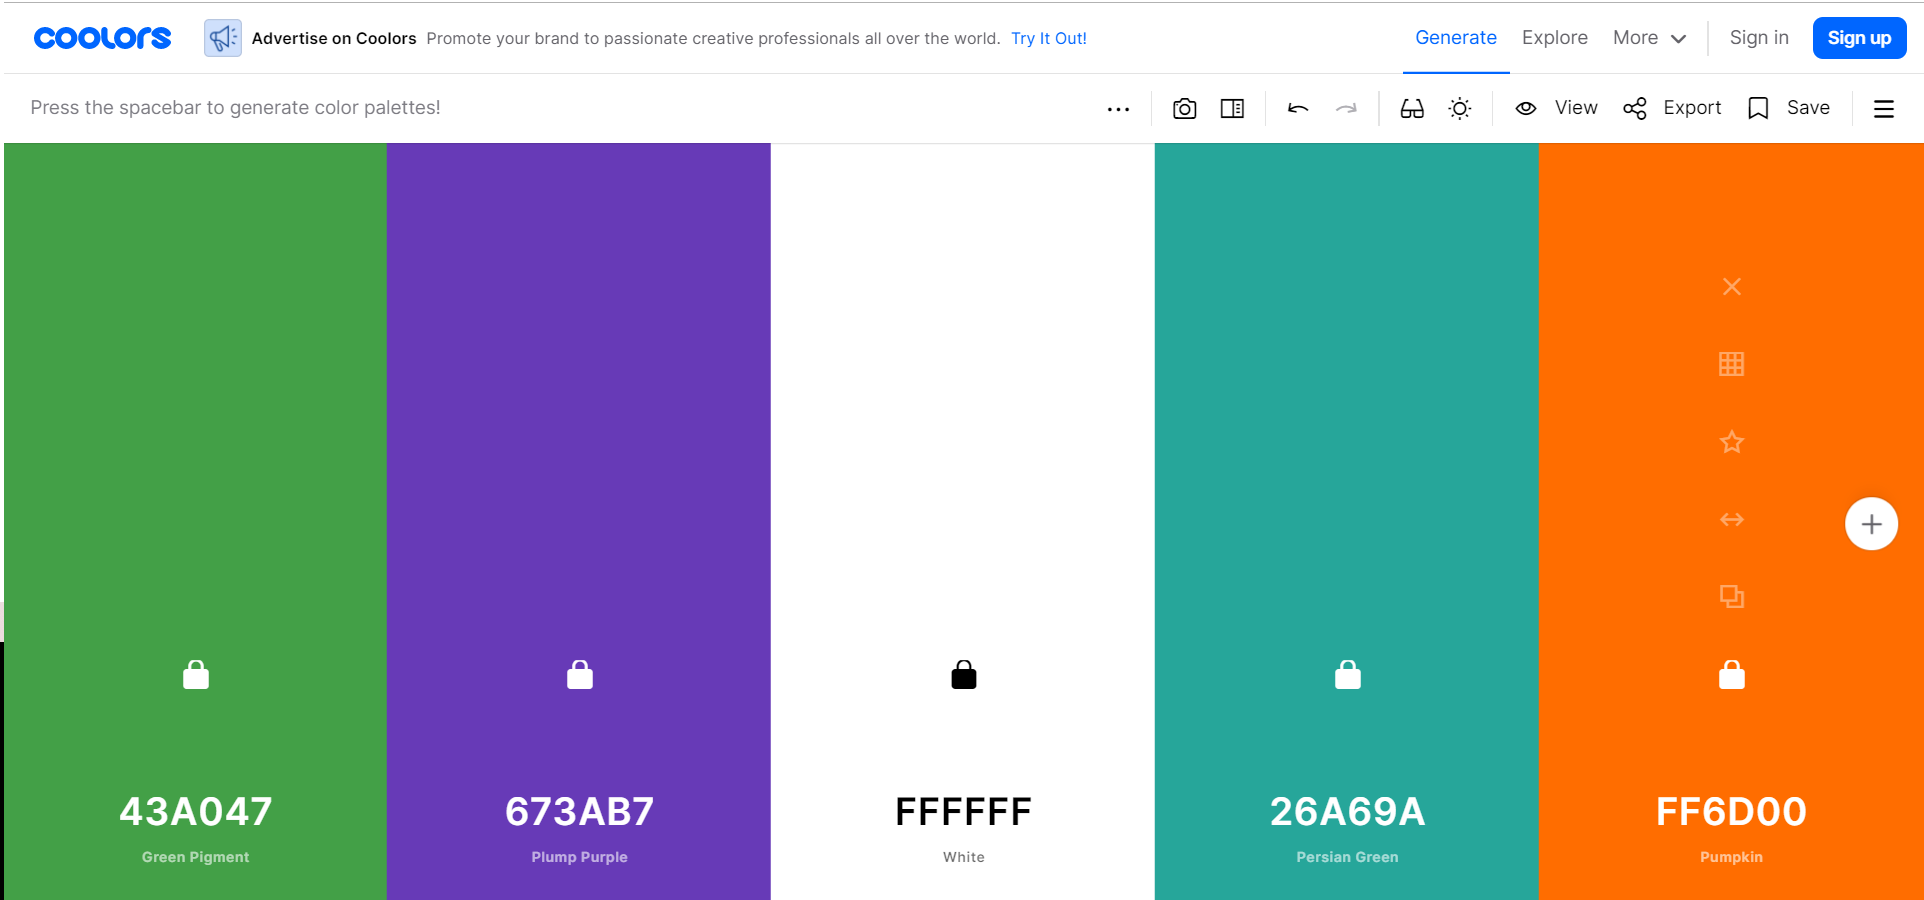 coolors
Advertise on Coolors Promote your brand to passionate creative professionals all over the world. Try It Out!
Generate Explore More Sign in Sign up
Press the spacebar to generate color palettes!
View Export Save
43A047
Green Pigment
673AB7
Plump Purple
FFFFFF
White
26A69A
Persian Green
FF6D00
Pumpkin